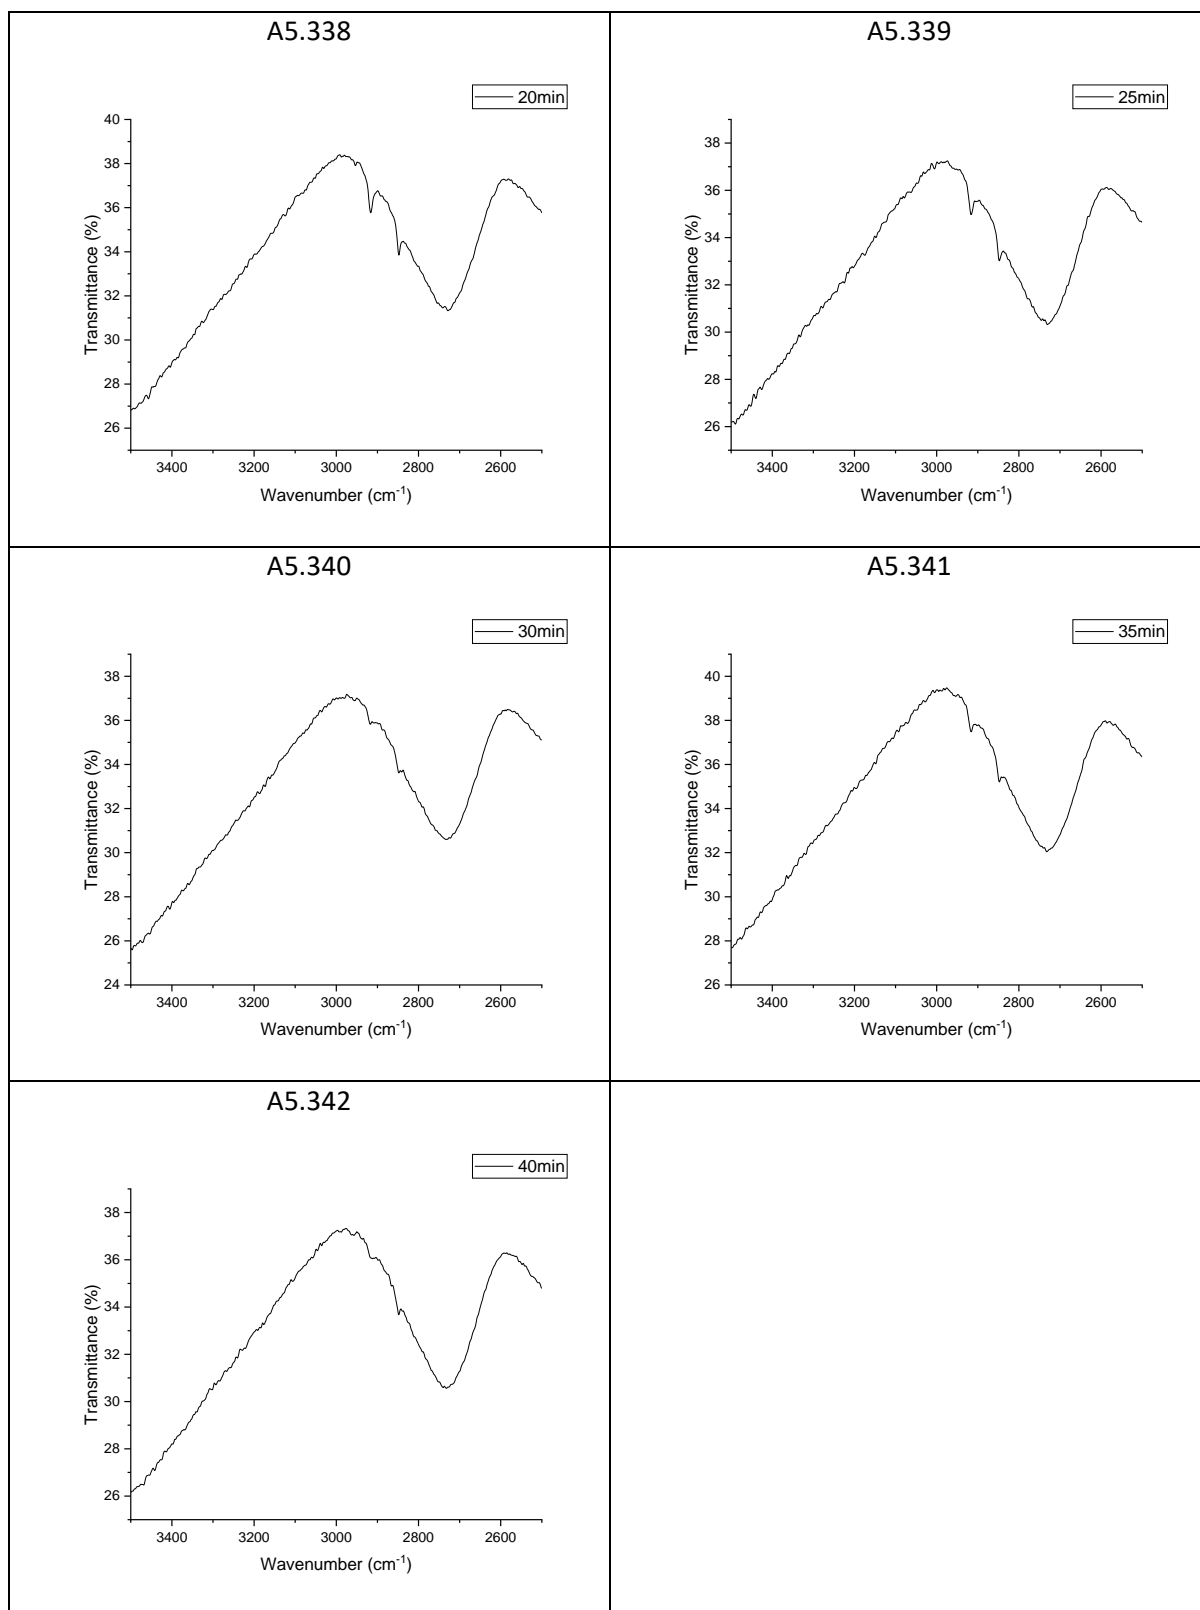 A5.338
20min
40
38
36
34
32
30
28
26
Transmittance (%)
3400 3200 3000 2800 2600
Wavenumber (cm-1)
A5.339
25min
38
36
34
32
30
28
26
Transmittance (%)
3400 3200 3000 2800 2600
Wavenumber (cm-1)
A5.340
30min
38
36
34
32
30
28
26
24
Transmittance (%)
3400 3200 3000 2800 2600
Wavenumber (cm-1)
A5.341
35min
40
38
36
34
32
30
28
26
Transmittance (%)
3400 3200 3000 2800 2600
Wavenumber (cm-1)
A5.342
40min
38
36
34
32
30
28
26
Transmittance (%)
3400 3200 3000 2800 2600
Wavenumber (cm-1)